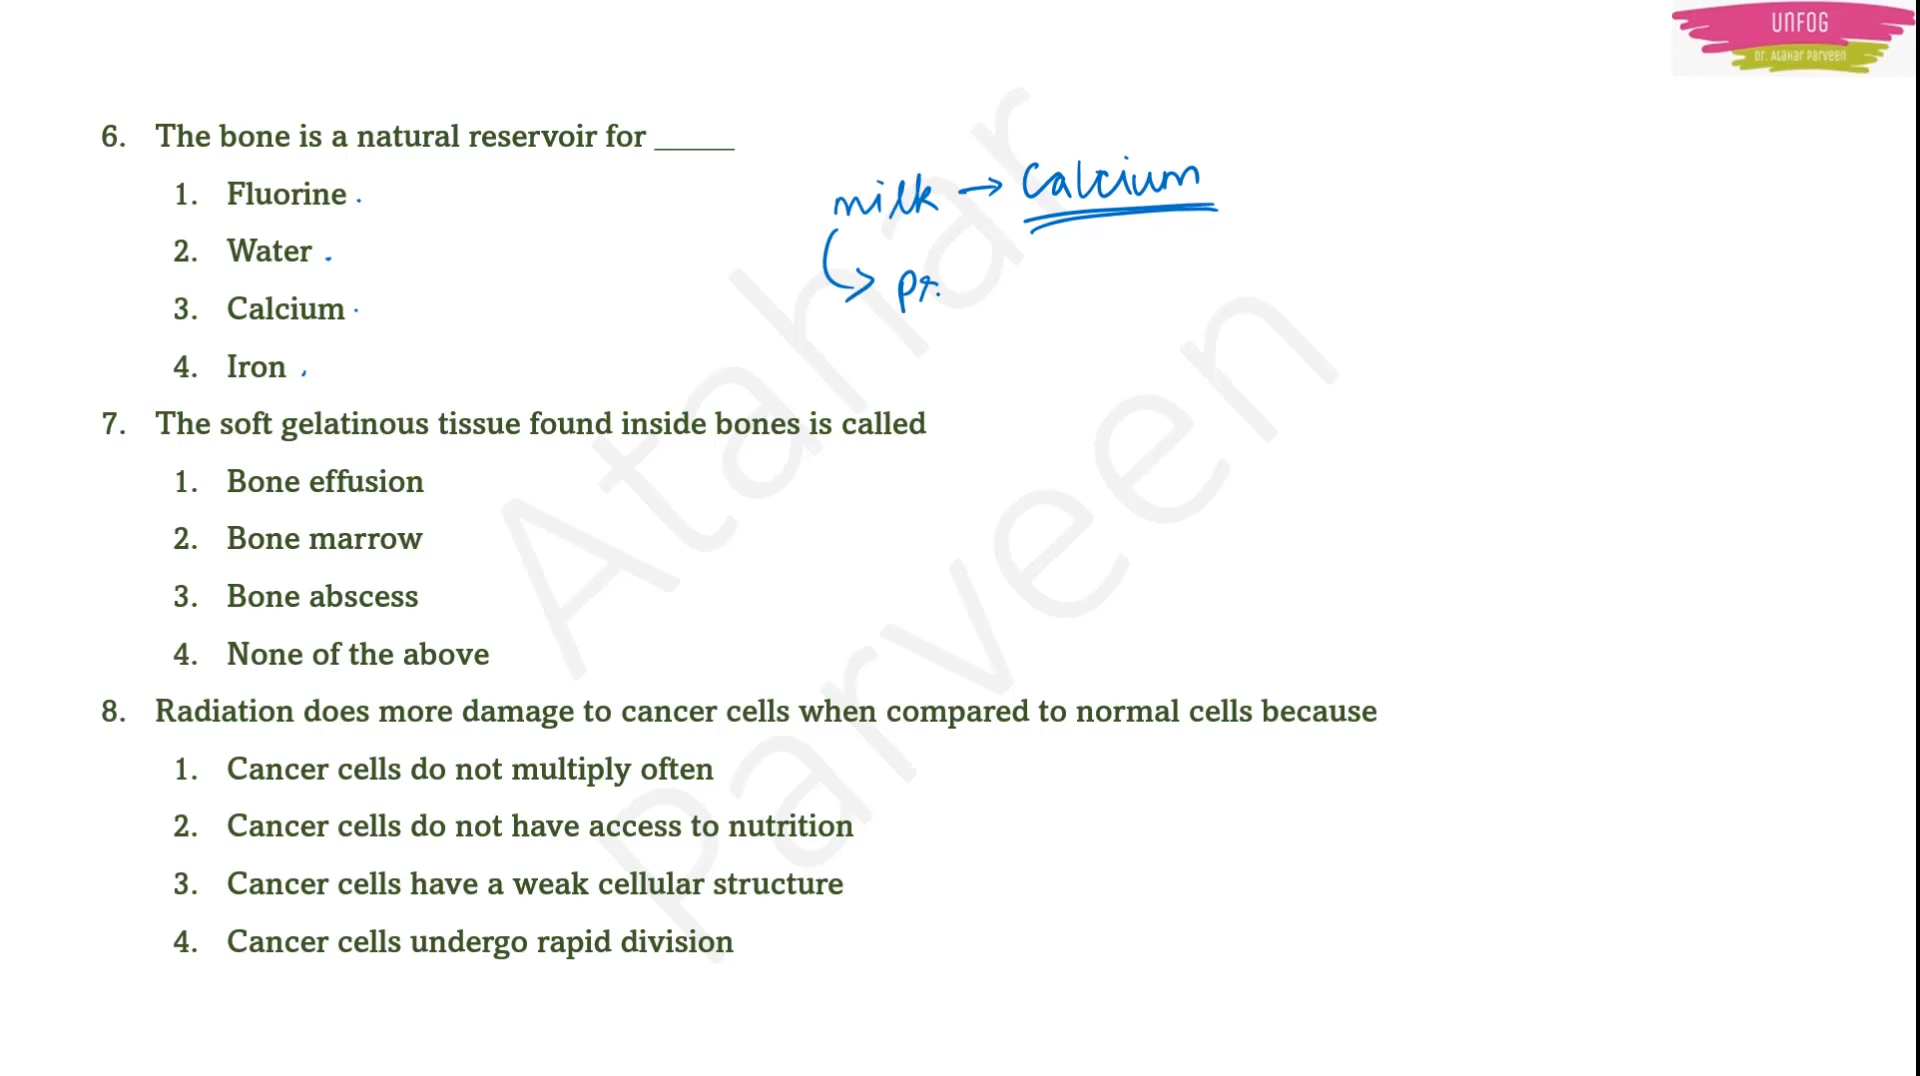 UNFOG
Dr. Atahar Parveen
6. The bone is a natural reservoir for _____
1. Fluorine
2. Water
3. Calcium
4. Iron
milk → Calcium
→ pr.
7. The soft gelatinous tissue found inside bones is called
1. Bone effusion
2. Bone marrow
3. Bone abscess
4. None of the above
8. Radiation does more damage to cancer cells when compared to normal cells because
1. Cancer cells do not multiply often
2. Cancer cells do not have access to nutrition
3. Cancer cells have a weak cellular structure
4. Cancer cells undergo rapid division
Atahar
Parveen